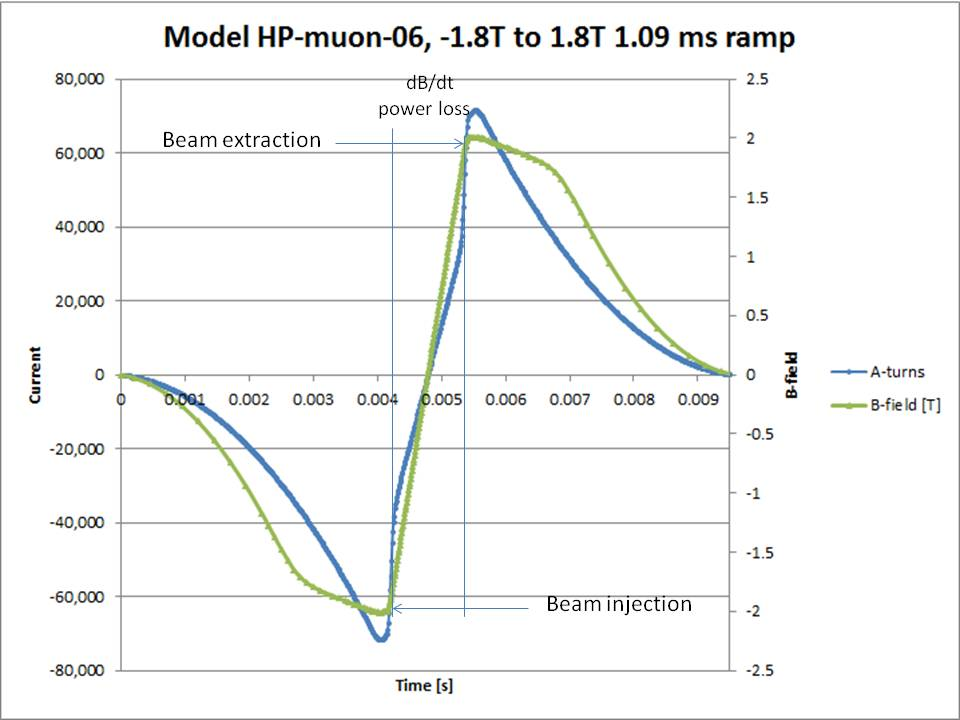 Model HP-muon-06, -1.8T to 1.8T 1.09 ms ramp
dB/dt
power loss
Beam extraction
Beam injection
80,000
60,000
40,000
20,000
0
-20,000
-40,000
-60,000
-80,000
Current
2.5
2
1.5
1
0.5
0
-0.5
-1
-1.5
-2
-2.5
B-field
0 0.001 0.002 0.003 0.004 0.005 0.006 0.007 0.008 0.009
Time [s]
A-turns
B-field [T]